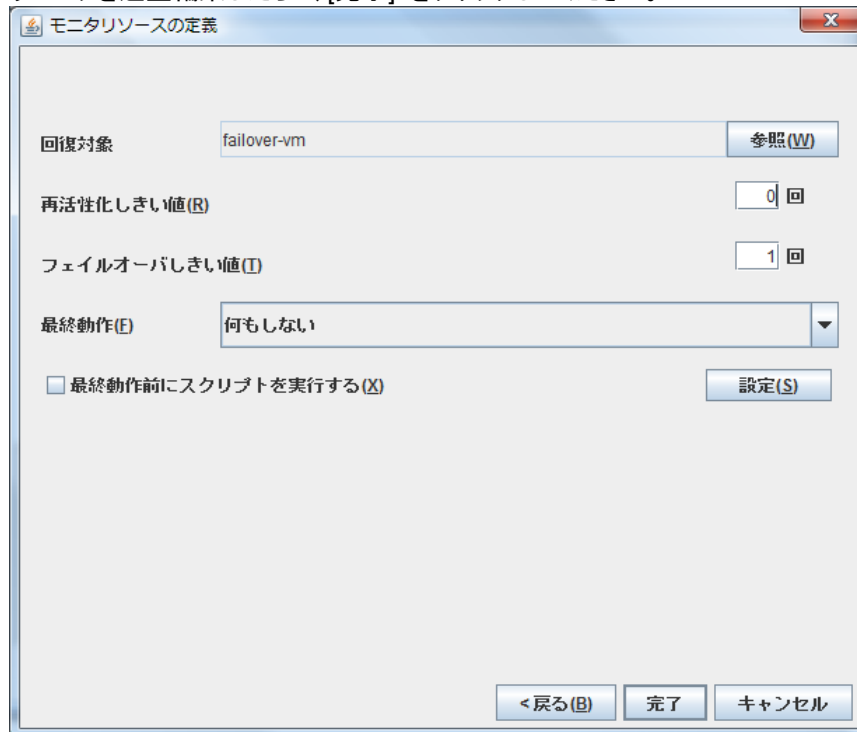 モニタリソースの定義
回復対象 failover-vm 参照(W)
再活性化しきい値(R) 0 回
フェイルオーバしきい値(T) 1 回
最終動作(F) 何もしない
最終動作前にスクリプトを実行する(X) 設定(S)
<戻る(B) 完了 キャンセル